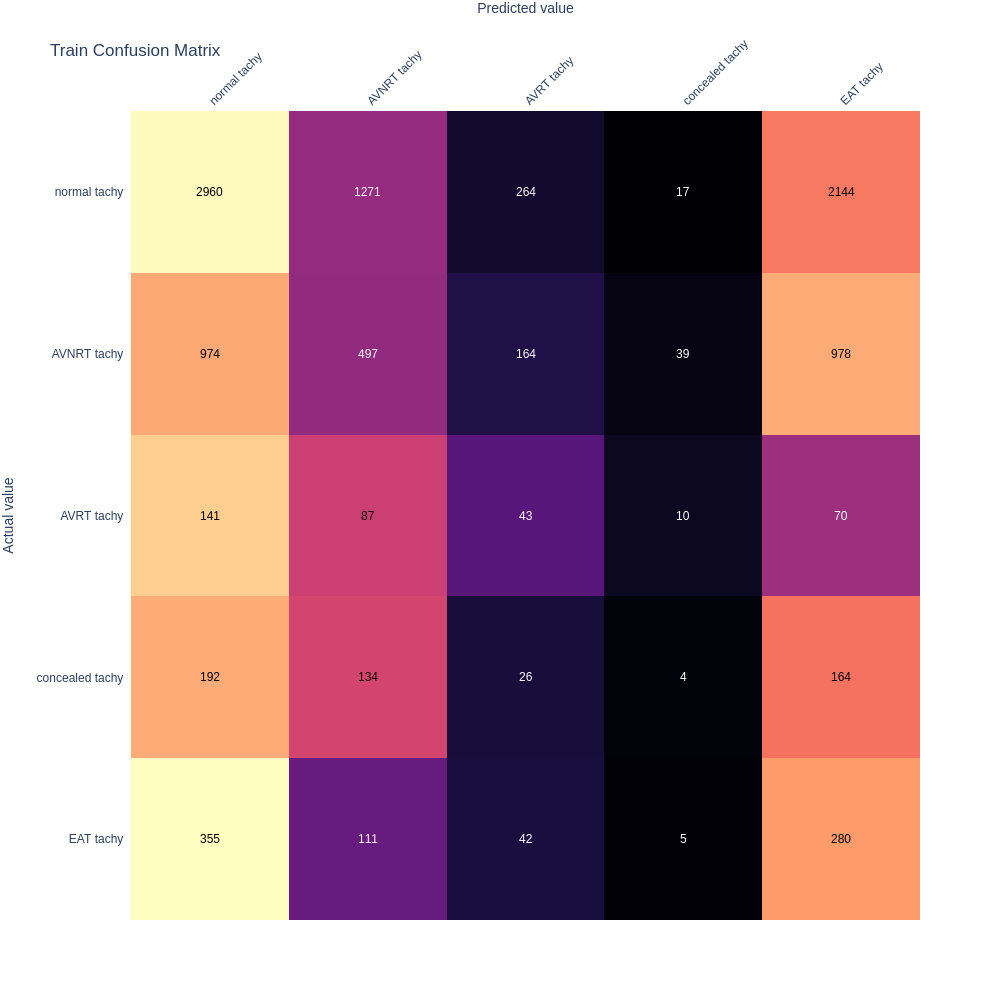 Predicted value
Train Confusion Matrix
normal tachy
AVNRT tachy
AVRT tachy
concealed tachy
EAT tachy
Actual value
normal tachy 2960 1271 264 17 2144
AVNRT tachy 974 497 164 39 978
AVRT tachy 141 87 43 10 70
concealed tachy 192 134 26 4 164
EAT tachy 355 111 42 5 280